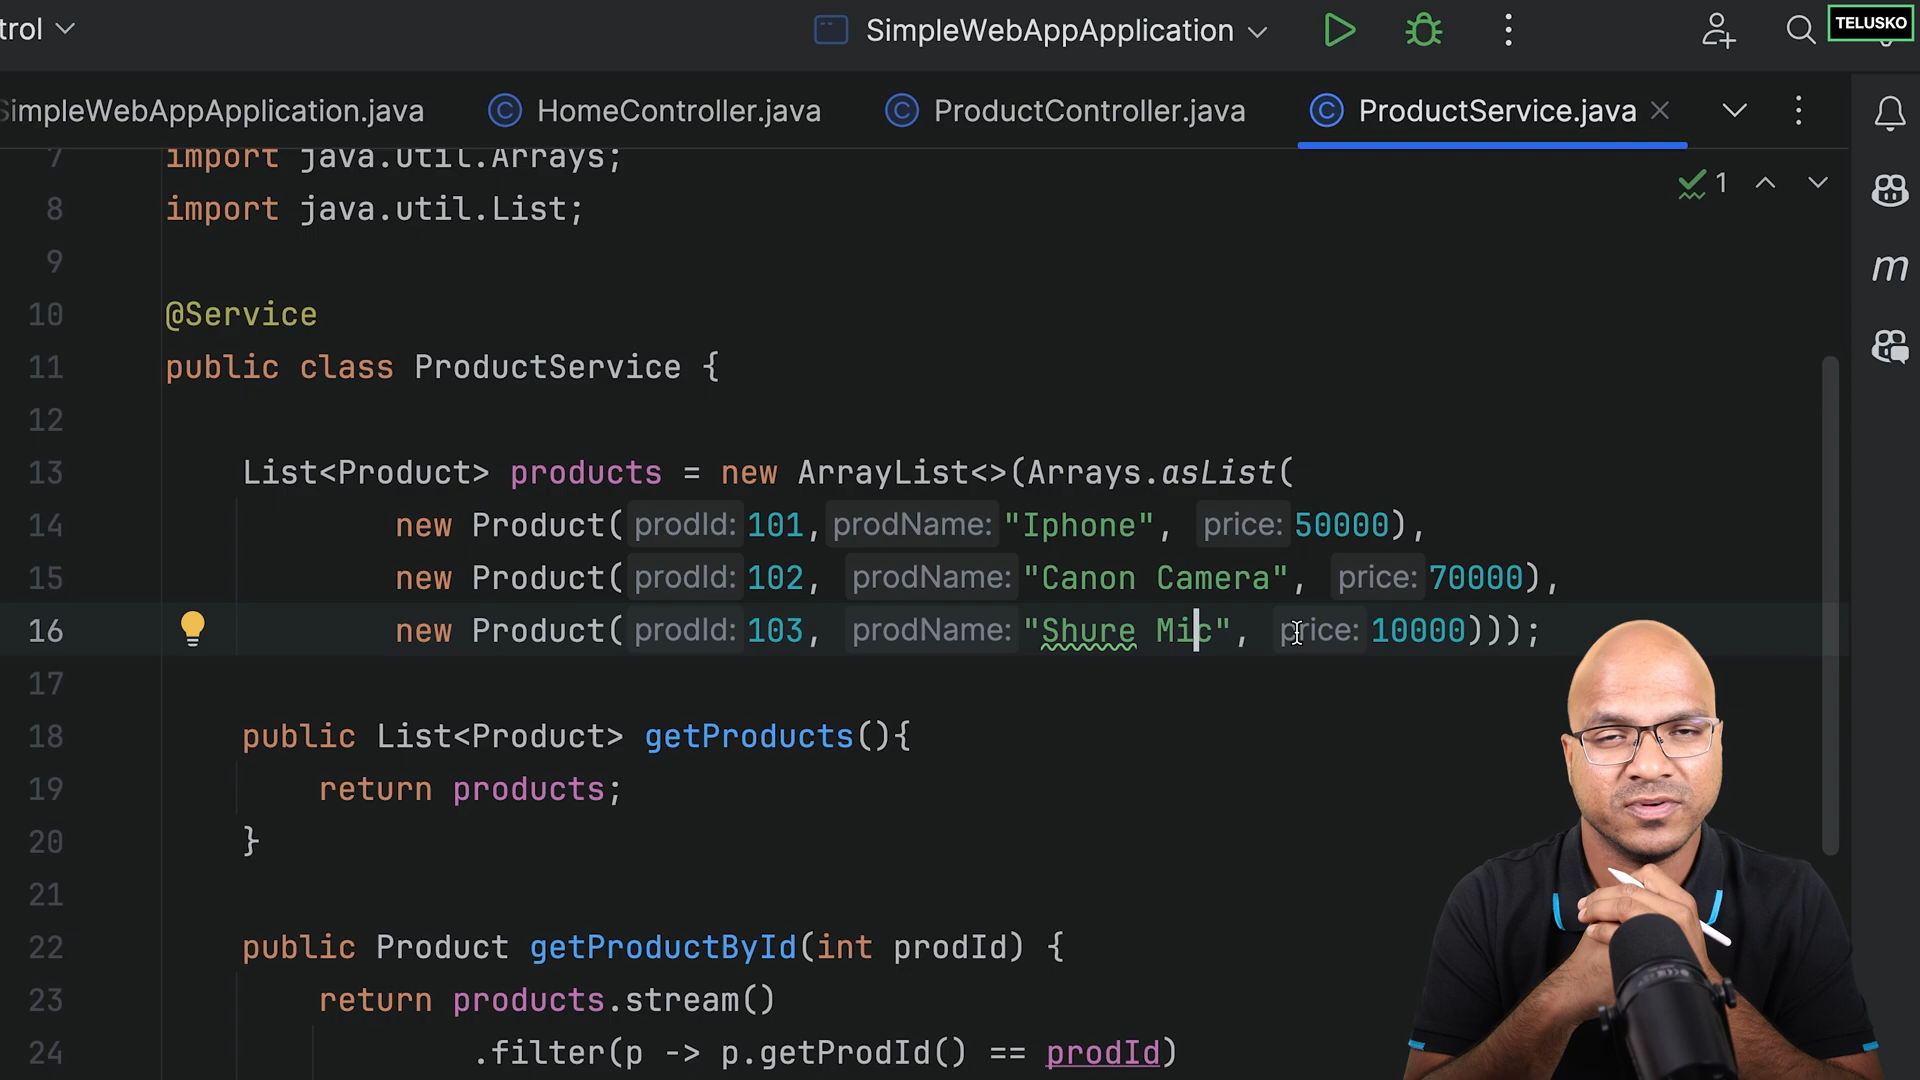 trol
SimpleWebAppApplication
TELUSKO
SimpleWebAppApplication.java
HomeController.java
ProductController.java
ProductService.java
7 import java.util.Arrays;
8 import java.util.List;
1
9
10 @Service
11 public class ProductService {
12
13 List<Product> products = new ArrayList<>(Arrays.asList(
14 new Product( prodId: 101, prodName: "Iphone", price: 50000),
15 new Product( prodId: 102, prodName: "Canon Camera", price: 70000),
16 new Product( prodId: 103, prodName: "Shure Mic", price: 10000)));
17
18 public List<Product> getProducts(){
19 return products;
20 }
21
22 public Product getProductById(int prodId) {
23 return products.stream()
24 .filter(p -> p.getProdId() == prodId)